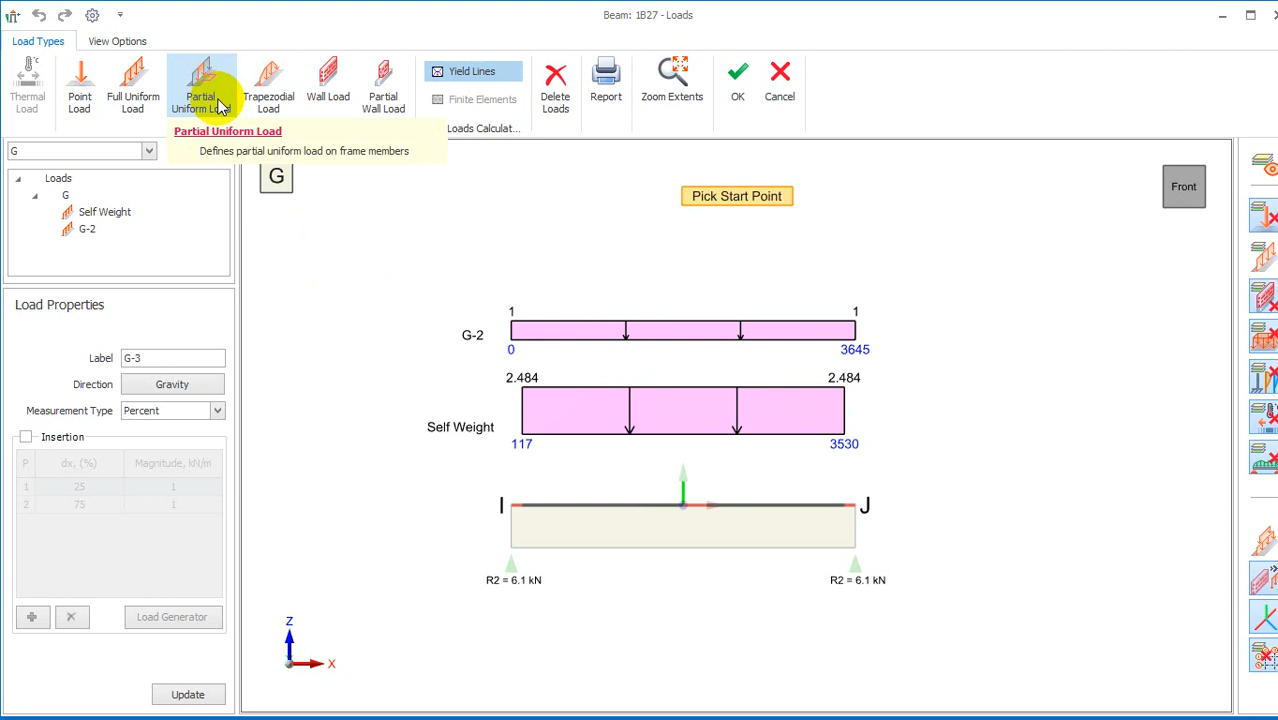 Beam: 1B27 - Loads
Load Types
View Options
Thermal
Load
Point
Load
Full Uniform
Load
Partial
Uniform Load
Trapezodial
Load
Wall Load
Partial
Wall Load
Yield Lines
Finite Elements
Loads Calculat...
Delete
Loads
Report
Zoom Extents
OK
Cancel
Partial Uniform Load
Defines partial uniform load on frame members
G
Loads
G
Self Weight
G-2
Load Properties
Label G-3
Direction Gravity
Measurement Type Percent
Insertion
P dx, (%) Magnitude, kN/m
1 25 1
2 75 1
Load Generator
Update
G
Pick Start Point
Front
1 1
G-2
0 3645
2.484 2.484
Self Weight
117 3530
I J
R2 = 6.1 kN R2 = 6.1 kN
Z
X